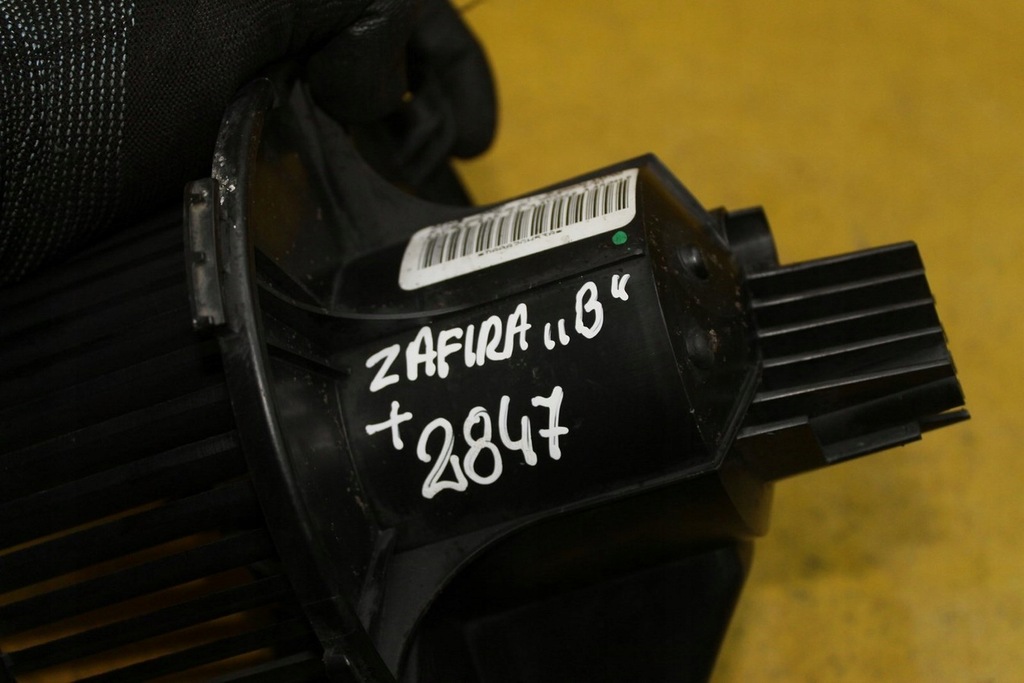 ZAFIRA „B“
+ 2847